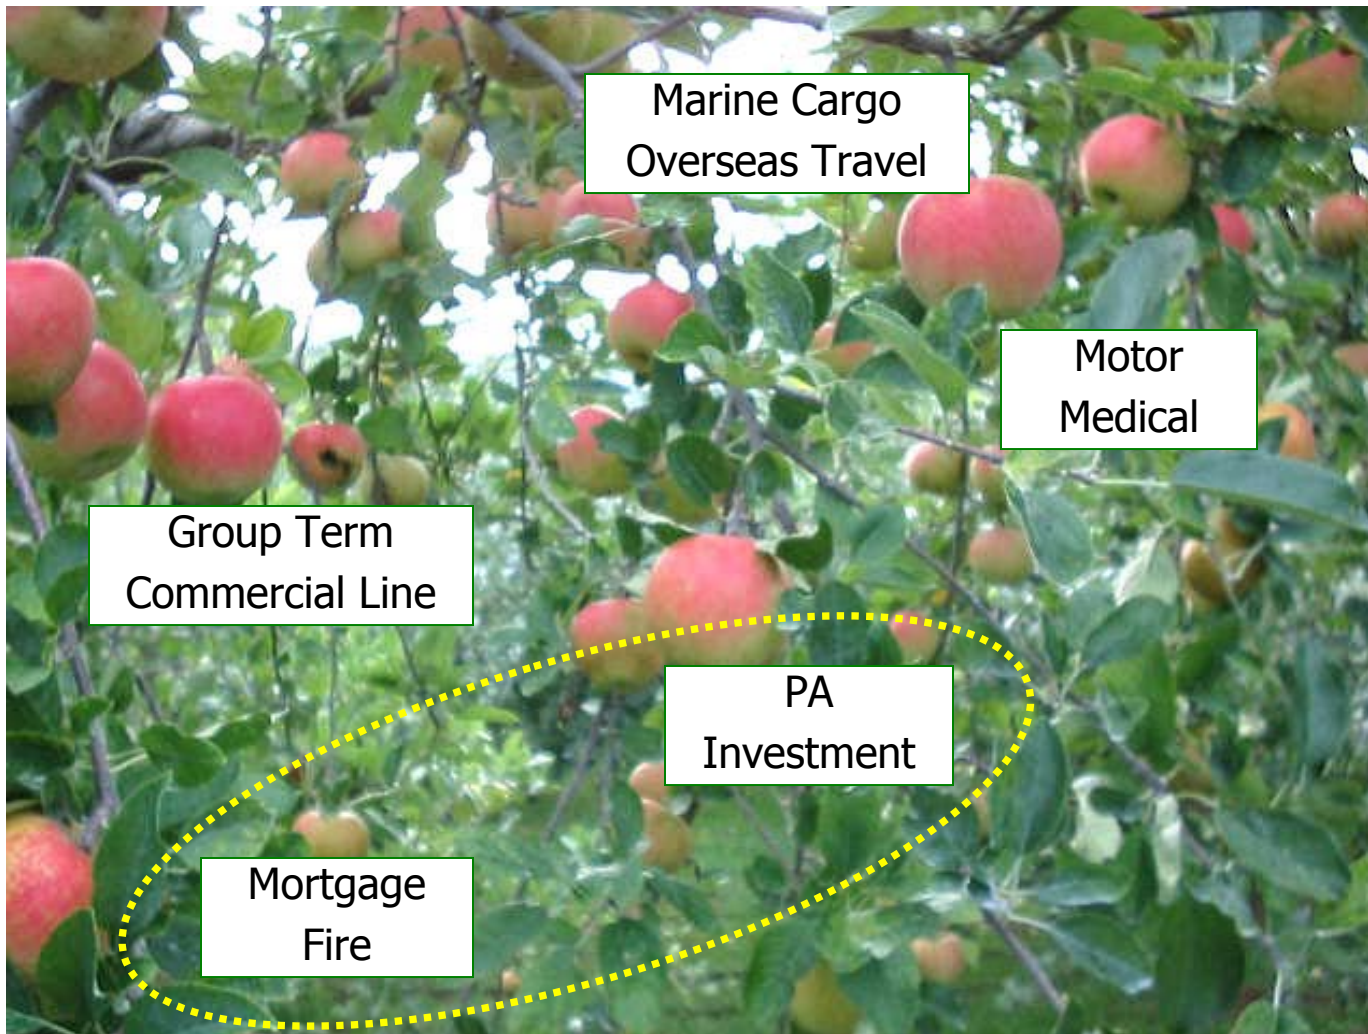 Marine Cargo
Overseas Travel
Motor
Medical
Group Term
Commercial Line
PA
Investment
Mortgage
Fire